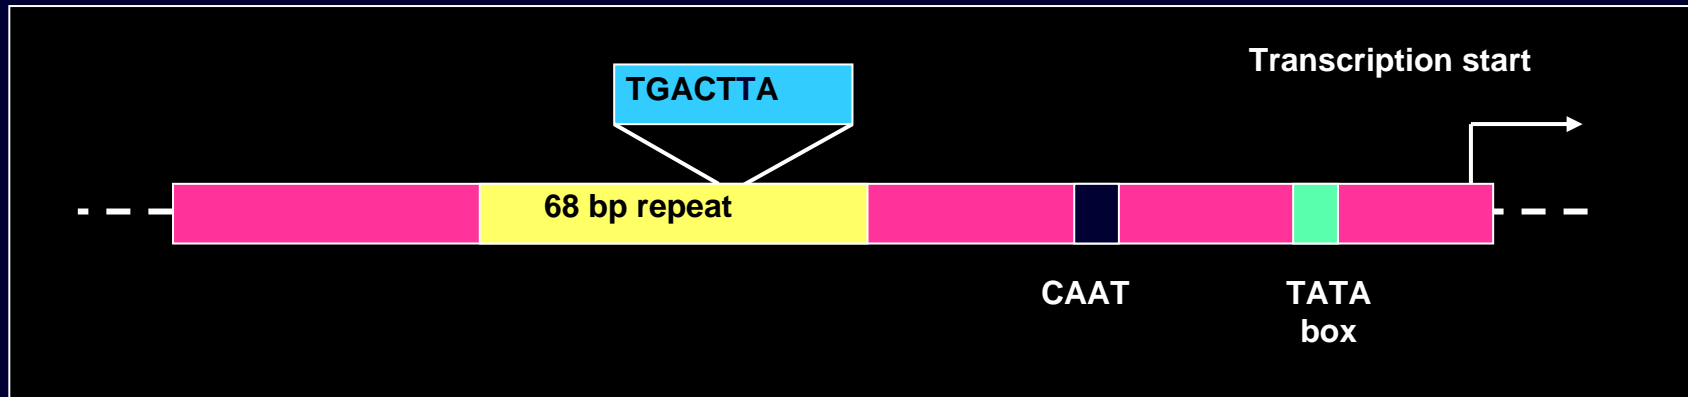 Transcription start
TGACTTA
68 bp repeat
CAAT
TATA
box